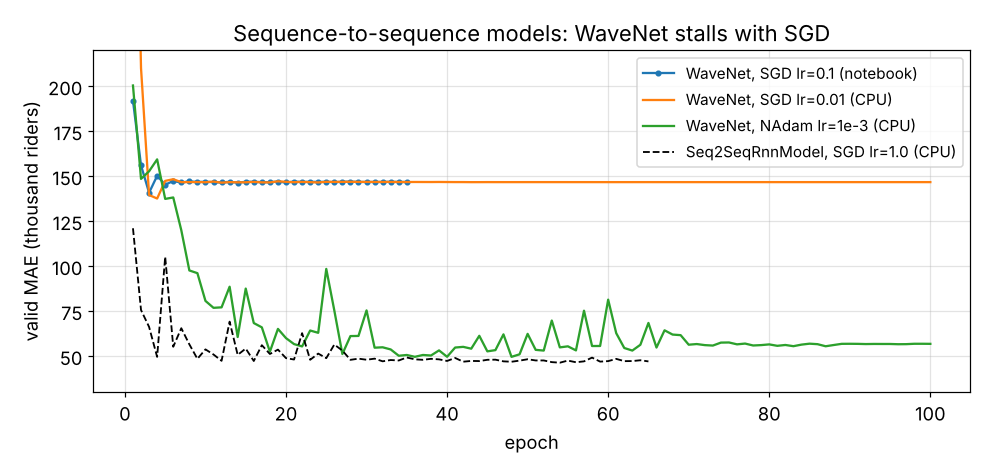 Sequence-to-sequence models: WaveNet stalls with SGD
WaveNet, SGD lr=0.1 (notebook)
WaveNet, SGD lr=0.01 (CPU)
WaveNet, NAdam lr=1e-3 (CPU)
Seq2SeqRnnModel, SGD lr=1.0 (CPU)
valid MAE (thousand riders)
200
175
150
125
100
75
50
0 20 40 60 80 100
epoch